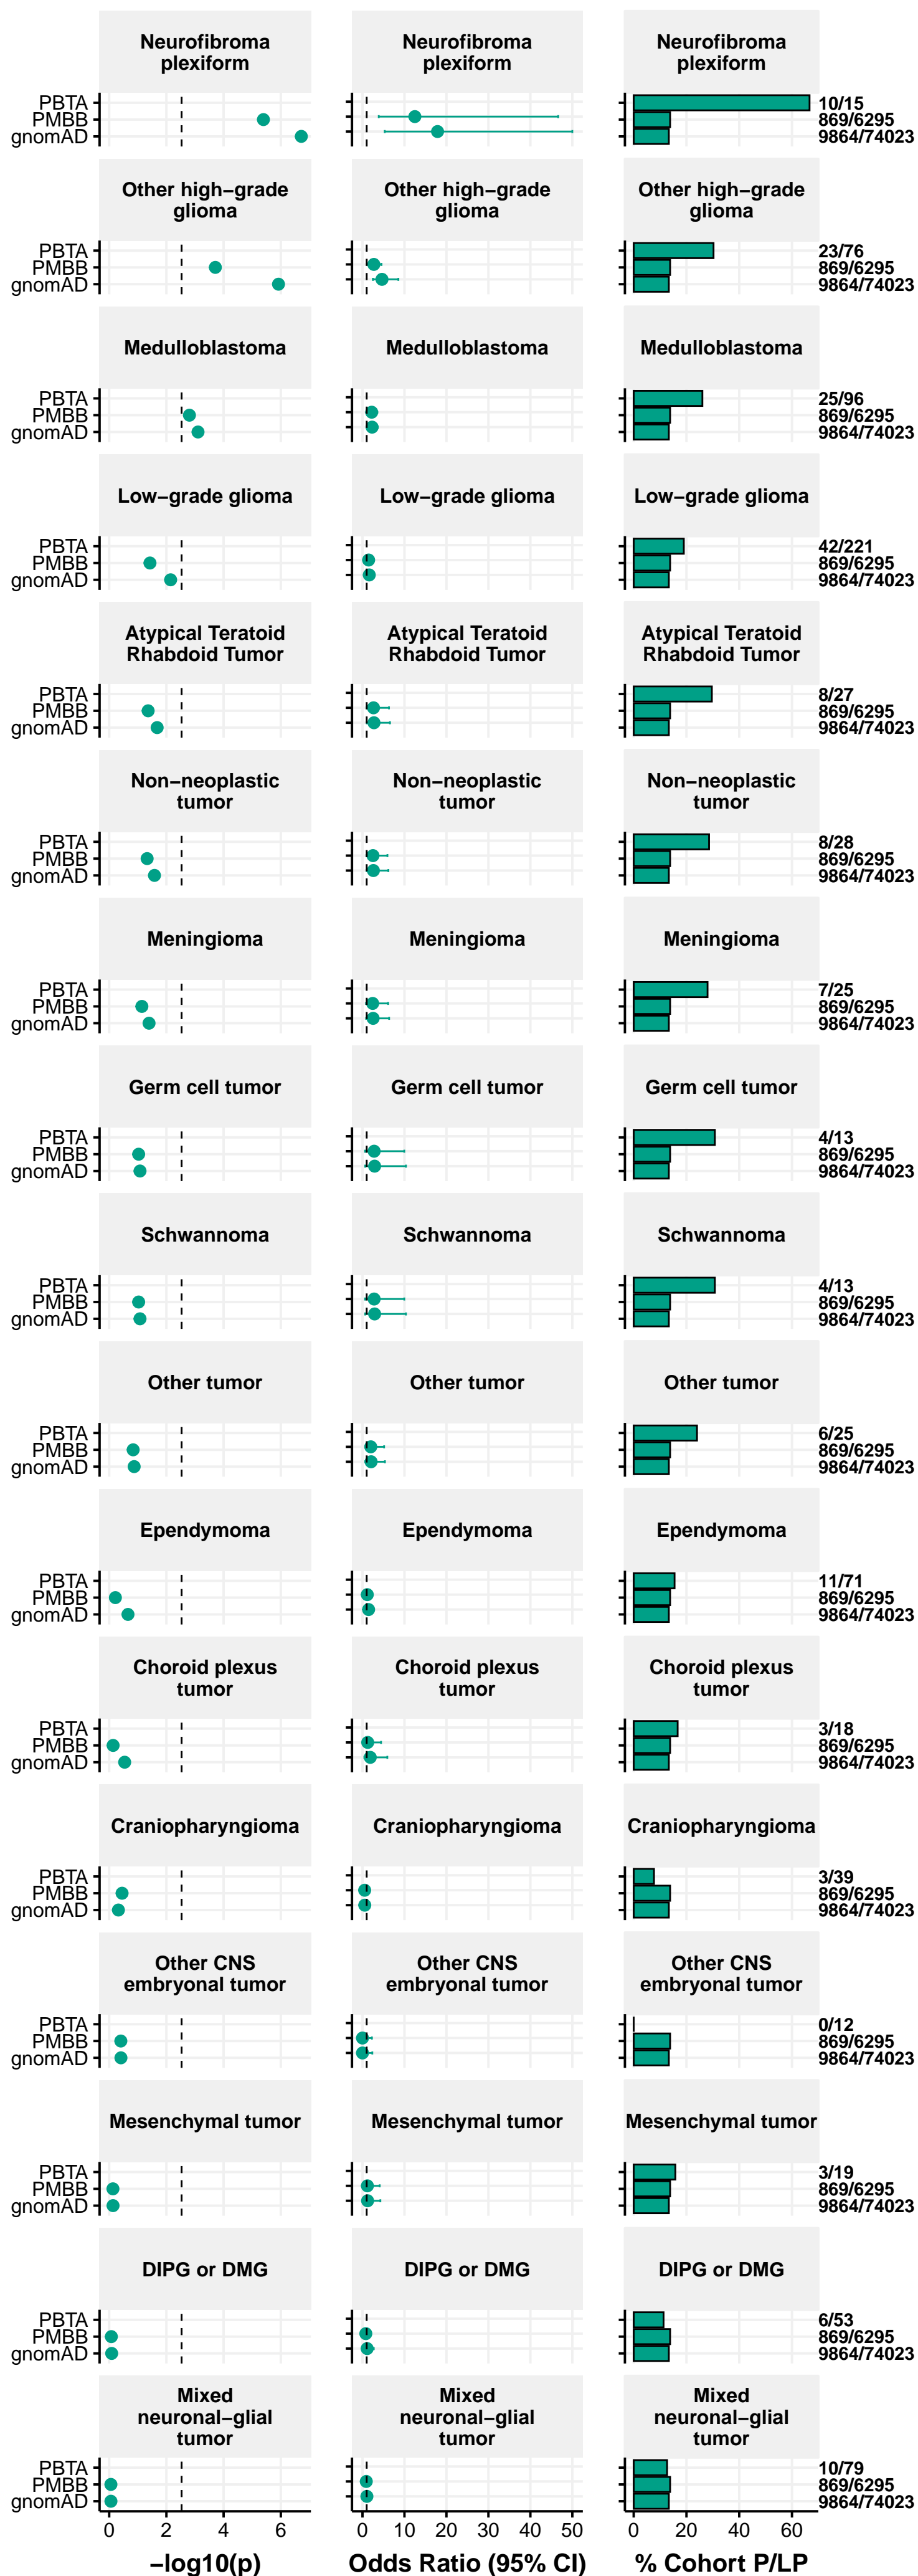 Neurofibroma
plexiform
Neurofibroma
plexiform
Neurofibroma
plexiform
PBTA
10/15
PMBB
869/6295
gnomAD
9864/74023
Other high−grade
glioma
Other high−grade
glioma
Other high−grade
glioma
PBTA
23/76
PMBB
869/6295
gnomAD
9864/74023
Medulloblastoma
Medulloblastoma
Medulloblastoma
PBTA
25/96
PMBB
869/6295
gnomAD
9864/74023
Low−grade glioma
Low−grade glioma
Low−grade glioma
PBTA
42/221
PMBB
869/6295
gnomAD
9864/74023
Atypical Teratoid
Rhabdoid Tumor
Atypical Teratoid
Rhabdoid Tumor
Atypical Teratoid
Rhabdoid Tumor
PBTA
8/27
PMBB
869/6295
gnomAD
9864/74023
Non−neoplastic
tumor
Non−neoplastic
tumor
Non−neoplastic
tumor
PBTA
8/28
PMBB
869/6295
gnomAD
9864/74023
Meningioma
Meningioma
Meningioma
PBTA
7/25
PMBB
869/6295
gnomAD
9864/74023
Germ cell tumor
Germ cell tumor
Germ cell tumor
PBTA
4/13
PMBB
869/6295
gnomAD
9864/74023
Schwannoma
Schwannoma
Schwannoma
PBTA
4/13
PMBB
869/6295
gnomAD
9864/74023
Other tumor
Other tumor
Other tumor
PBTA
6/25
PMBB
869/6295
gnomAD
9864/74023
Ependymoma
Ependymoma
Ependymoma
PBTA
11/71
PMBB
869/6295
gnomAD
9864/74023
Choroid plexus
tumor
Choroid plexus
tumor
Choroid plexus
tumor
PBTA
3/18
PMBB
869/6295
gnomAD
9864/74023
Craniopharyngioma
Craniopharyngioma
Craniopharyngioma
PBTA
3/39
PMBB
869/6295
gnomAD
9864/74023
Other CNS
embryonal tumor
Other CNS
embryonal tumor
Other CNS
embryonal tumor
PBTA
0/12
PMBB
869/6295
gnomAD
9864/74023
Mesenchymal tumor
Mesenchymal tumor
Mesenchymal tumor
PBTA
3/19
PMBB
869/6295
gnomAD
9864/74023
DIPG or DMG
DIPG or DMG
DIPG or DMG
PBTA
6/53
PMBB
869/6295
gnomAD
9864/74023
Mixed
neuronal−glial
tumor
Mixed
neuronal−glial
tumor
Mixed
neuronal−glial
tumor
PBTA
10/79
PMBB
869/6295
gnomAD
9864/74023
0 2 4 6
0 10 20 30 40 50
0 20 40 60
−log10(p)
Odds Ratio (95% CI)
% Cohort P/LP